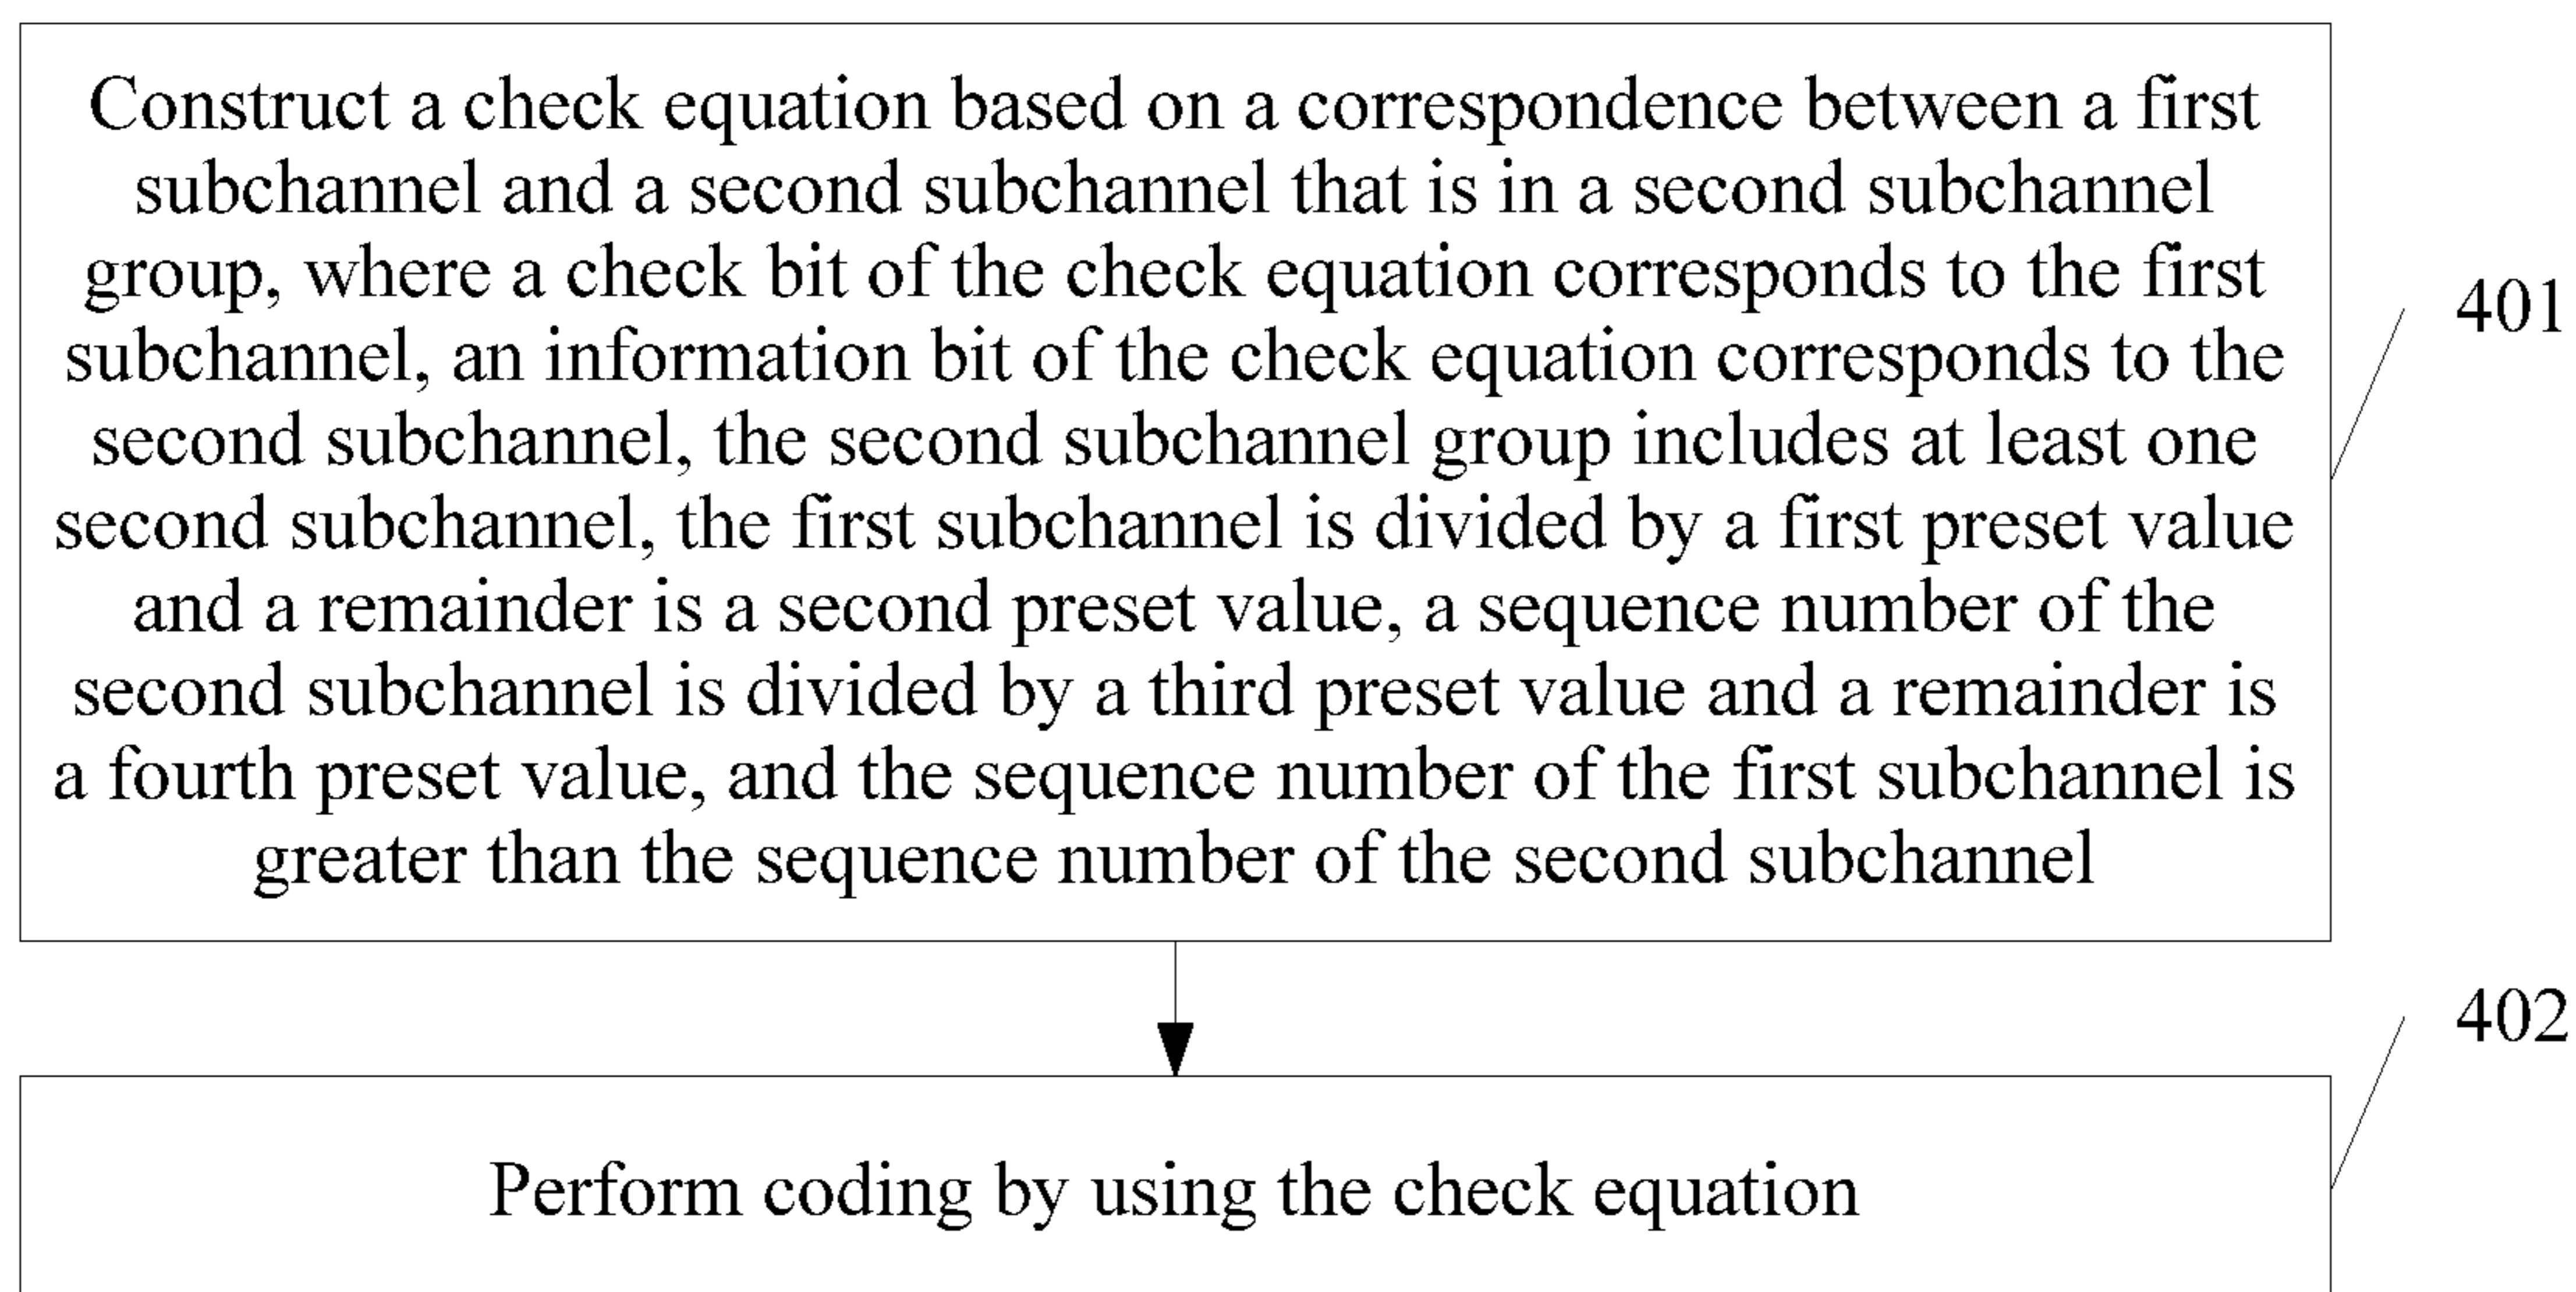 Construct a check equation based on a correspondence between a first
subchannel and a second subchannel that is in a second subchannel
group, where a check bit of the check equation corresponds to the first
subchannel, an information bit of the check equation corresponds to the
second subchannel, the second subchannel group includes at least one
second subchannel, the first subchannel is divided by a first preset value
and a remainder is a second preset value, a sequence number of the
second subchannel is divided by a third preset value and a remainder is
a fourth preset value, and the sequence number of the first subchannel is
greater than the sequence number of the second subchannel
401
402
Perform coding by using the check equation